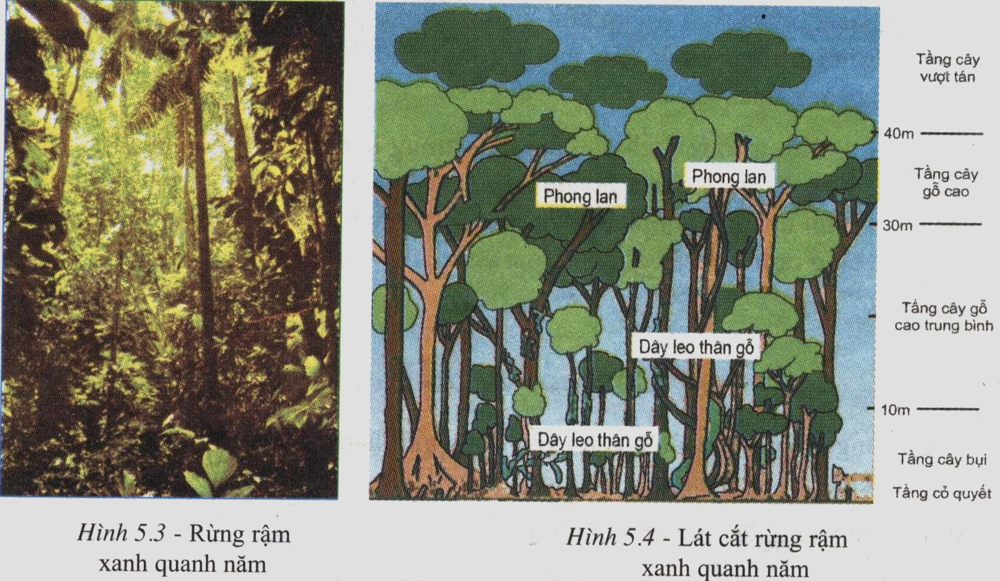 Tầng cây
vượt tán
40m
Phong lan
Tầng cây
gỗ cao
Phong lan
30m
Tầng cây gỗ
cao trung bình
Dây leo thân gỗ
10m
Dây leo thân gỗ
Tầng cây bụi
Tầng cỏ quyết
Hình 5.3 - Rừng rậm
xanh quanh năm
Hình 5.4 - Lát cắt rừng rậm
xanh quanh năm